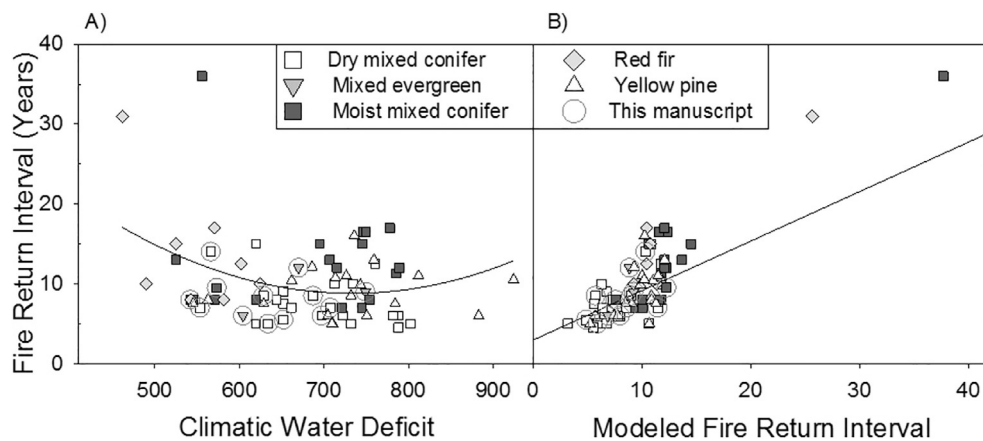 A)
B)
Fire Return Interval (Years)
40
30
20
10
0
Dry mixed conifer
Mixed evergreen
Moist mixed conifer
Red fir
Yellow pine
This manuscript
500 600 700 800 900
0 10 20 30 40
Climatic Water Deficit
Modeled Fire Return Interval